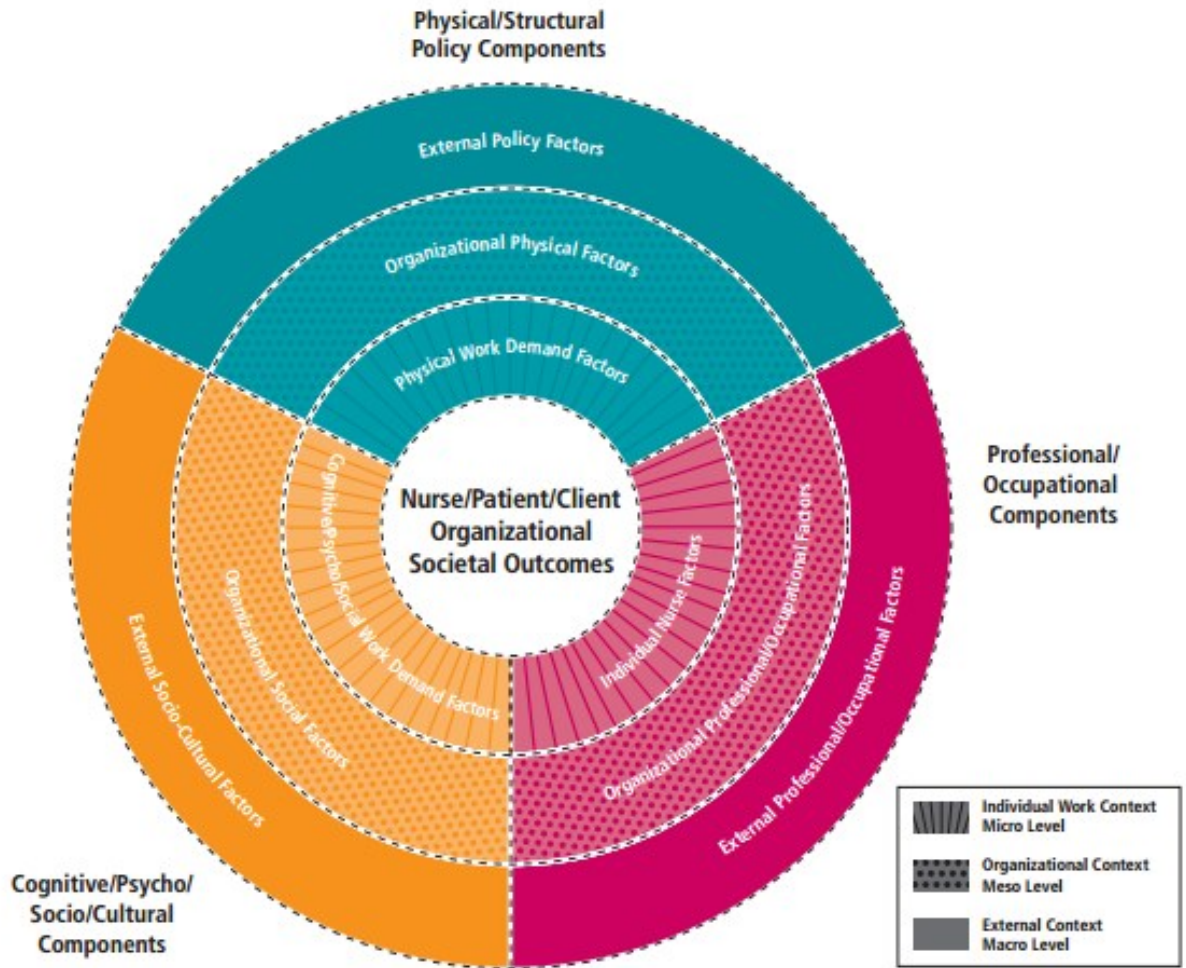 Physical/Structural
Policy Components
External Policy Factors
Organizational Physical Factors
Physical Work Demand Factors
Nurse/Patient/Client
Organizational
Societal Outcomes
Cognitive/Psycho/Social Work Demand Factors
Organizational Social Factors
External Socio-Cultural Factors
Individual Nurse Factors
Organizational Professional/Occupational Factors
External Professional/Occupational Factors
Professional/
Occupational
Components
Cognitive/Psycho/
Socio/Cultural
Components
Individual Work Context
Micro Level
Organizational Context
Meso Level
External Context
Macro Level